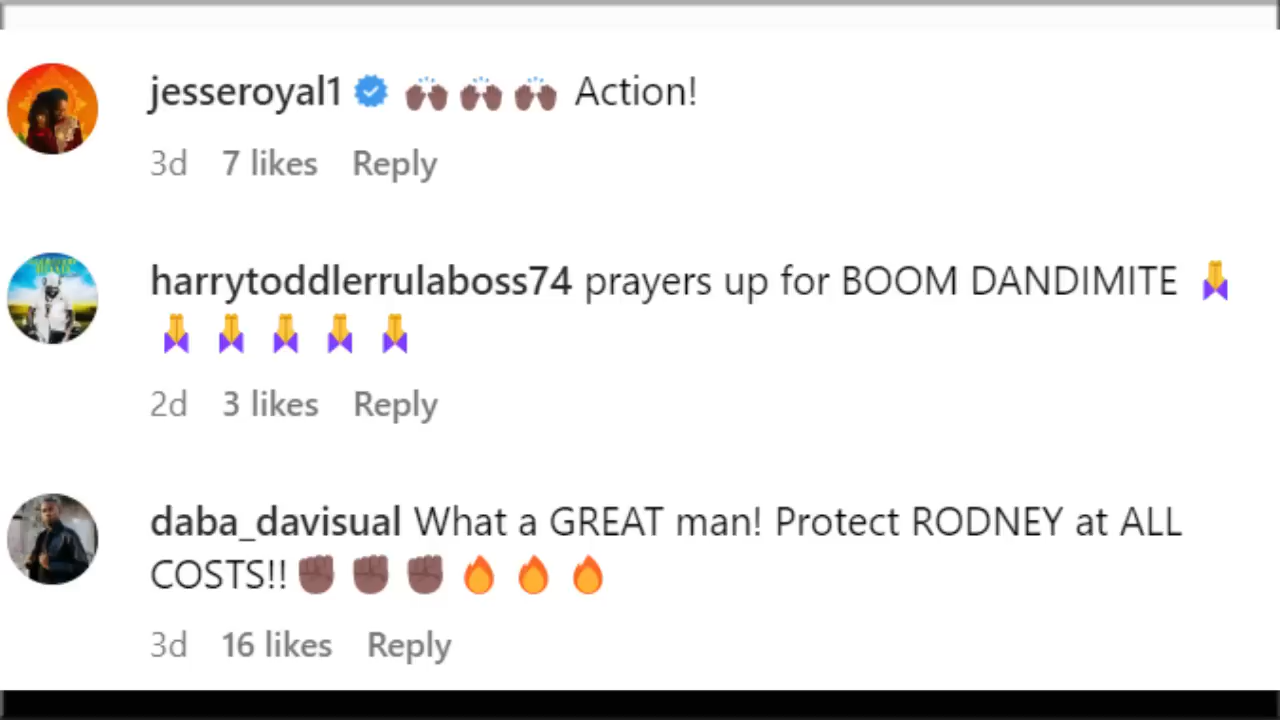 jesseroyal1 🙌🏿 🙌🏿 🙌🏿 Action!
3d 7 likes Reply
harrytoddlerrulaboss74 prayers up for BOOM DANDIMITE 🙏
🙏 🙏 🙏 🙏 🙏
2d 3 likes Reply
daba_davisual What a GREAT man! Protect RODNEY at ALL
COSTS!! ✊🏿 ✊🏿 ✊🏿 🔥 🔥 🔥
3d 16 likes Reply